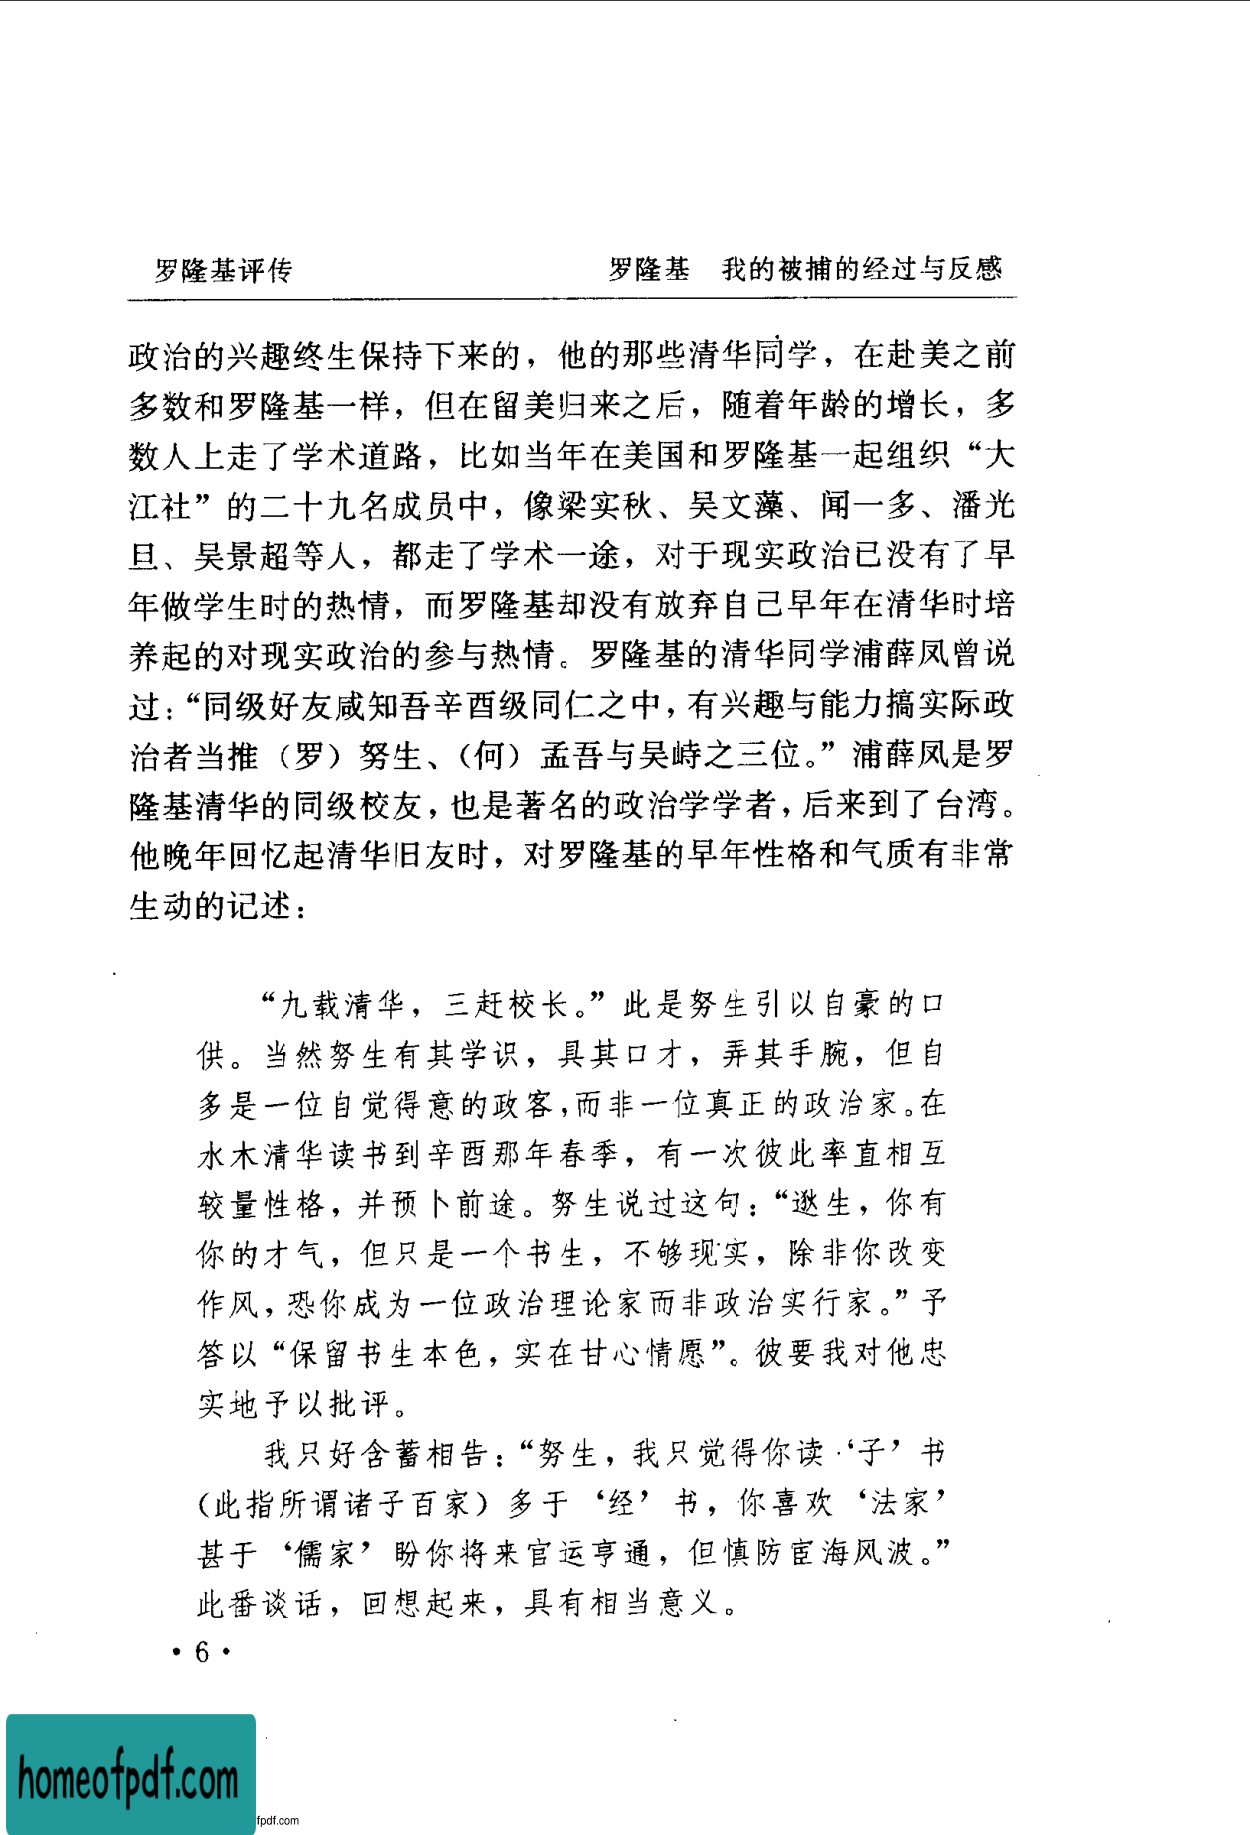 罗隆基评传
罗隆基　我的被捕的经过与反感
政治的兴趣终生保持下来的，他的那些清华同学，在赴美之前
多数和罗隆基一样，但在留美归来之后，随着年龄的增长，多
数人上走了学术道路，比如当年在美国和罗隆基一起组织“大
江社”的二十九名成员中，像梁实秋、吴文藻、闻一多、潘光
旦、吴景超等人，都走了学术一途，对于现实政治已没有了早
年做学生时的热情，而罗隆基却没有放弃自己早年在清华时培
养起的对现实政治的参与热情。罗隆基的清华同学浦薛凤曾说
过：“同级好友咸知吾辛酉级同仁之中，有兴趣与能力搞实际政
治者当推（罗）努生、（何）孟吾与吴峙之三位。”浦薛凤是罗
隆基清华的同级校友，也是著名的政治学学者，后来到了台湾。
他晚年回忆起清华旧友时，对罗隆基的早年性格和气质有非常
生动的记述：
“九载清华，三赶校长。”此是努生引以自豪的口
供。当然努生有其学识，具其口才，弄其手腕，但自
多是一位自觉得意的政客，而非一位真正的政治家。在
水木清华读书到辛酉那年春季，有一次彼此率直相互
较量性格，并预卜前途。努生说过这句：“逖生，你有
你的才气，但只是一个书生，不够现实，除非你改变
作风，恐你成为一位政治理论家而非政治实行家。”予
答以“保留书生本色，实在甘心情愿”。彼要我对他忠
实地予以批评。
我只好含蓄相告：“努生，我只觉得你读‘子’书
（此指所谓诸子百家）多于‘经’书，你喜欢‘法家’
甚于‘儒家’盼你将来官运亨通，但慎防宦海风波。”
此番谈话，回想起来，具有相当意义。
·6·
homeofpdf.com
fpdf.com